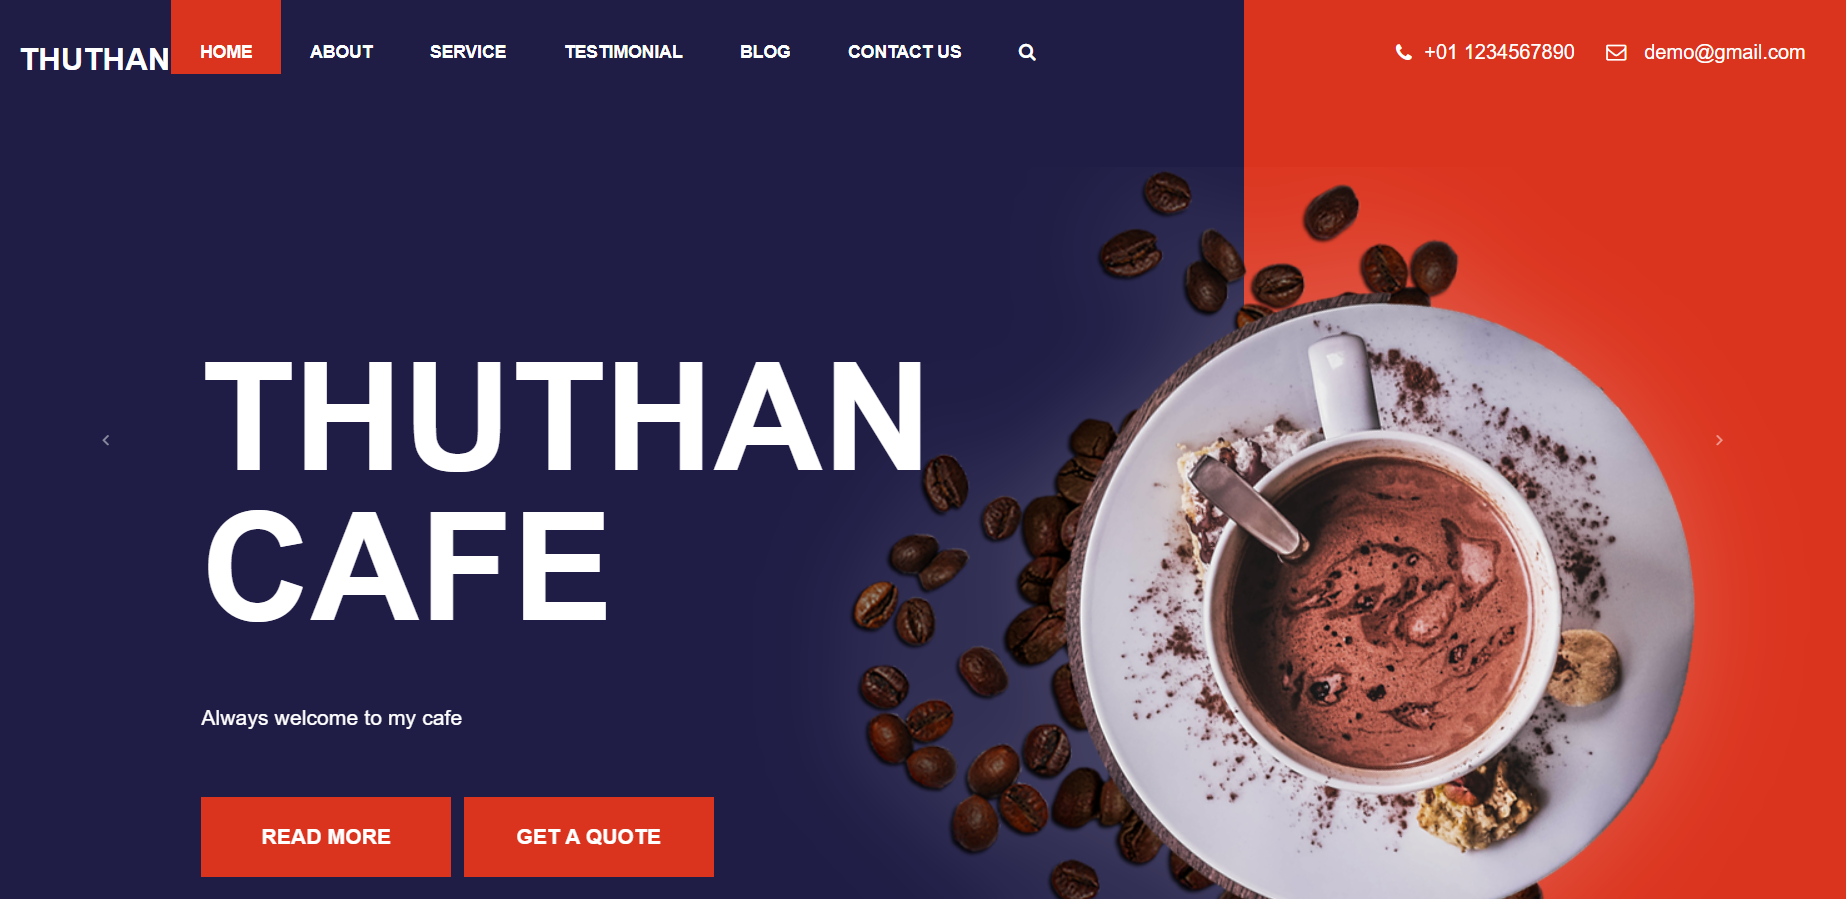 THUTHAN
HOME ABOUT SERVICE TESTIMONIAL BLOG CONTACT US
+01 1234567890 demo@gmail.com
THUTHAN
CAFE
Always welcome to my cafe
READ MORE GET A QUOTE